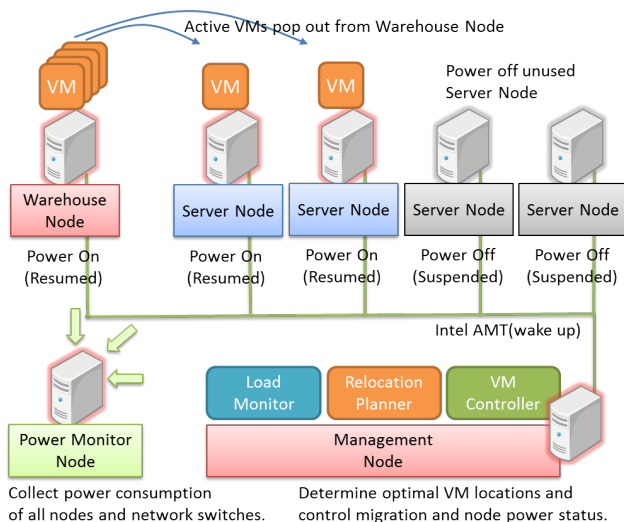 Active VMs pop out from Warehouse Node
VM
VM
VM
Power off unused
Server Node
Warehouse
Node
Server Node
Server Node
Server Node
Server Node
Power On
(Resumed)
Power On
(Resumed)
Power On
(Resumed)
Power Off
(Suspended)
Power Off
(Suspended)
Intel AMT(wake up)
Load
Monitor
Relocation
Planner
VM
Controller
Power Monitor
Node
Management
Node
Collect power consumption
of all nodes and network switches.
Determine optimal VM locations and
control migration and node power status.